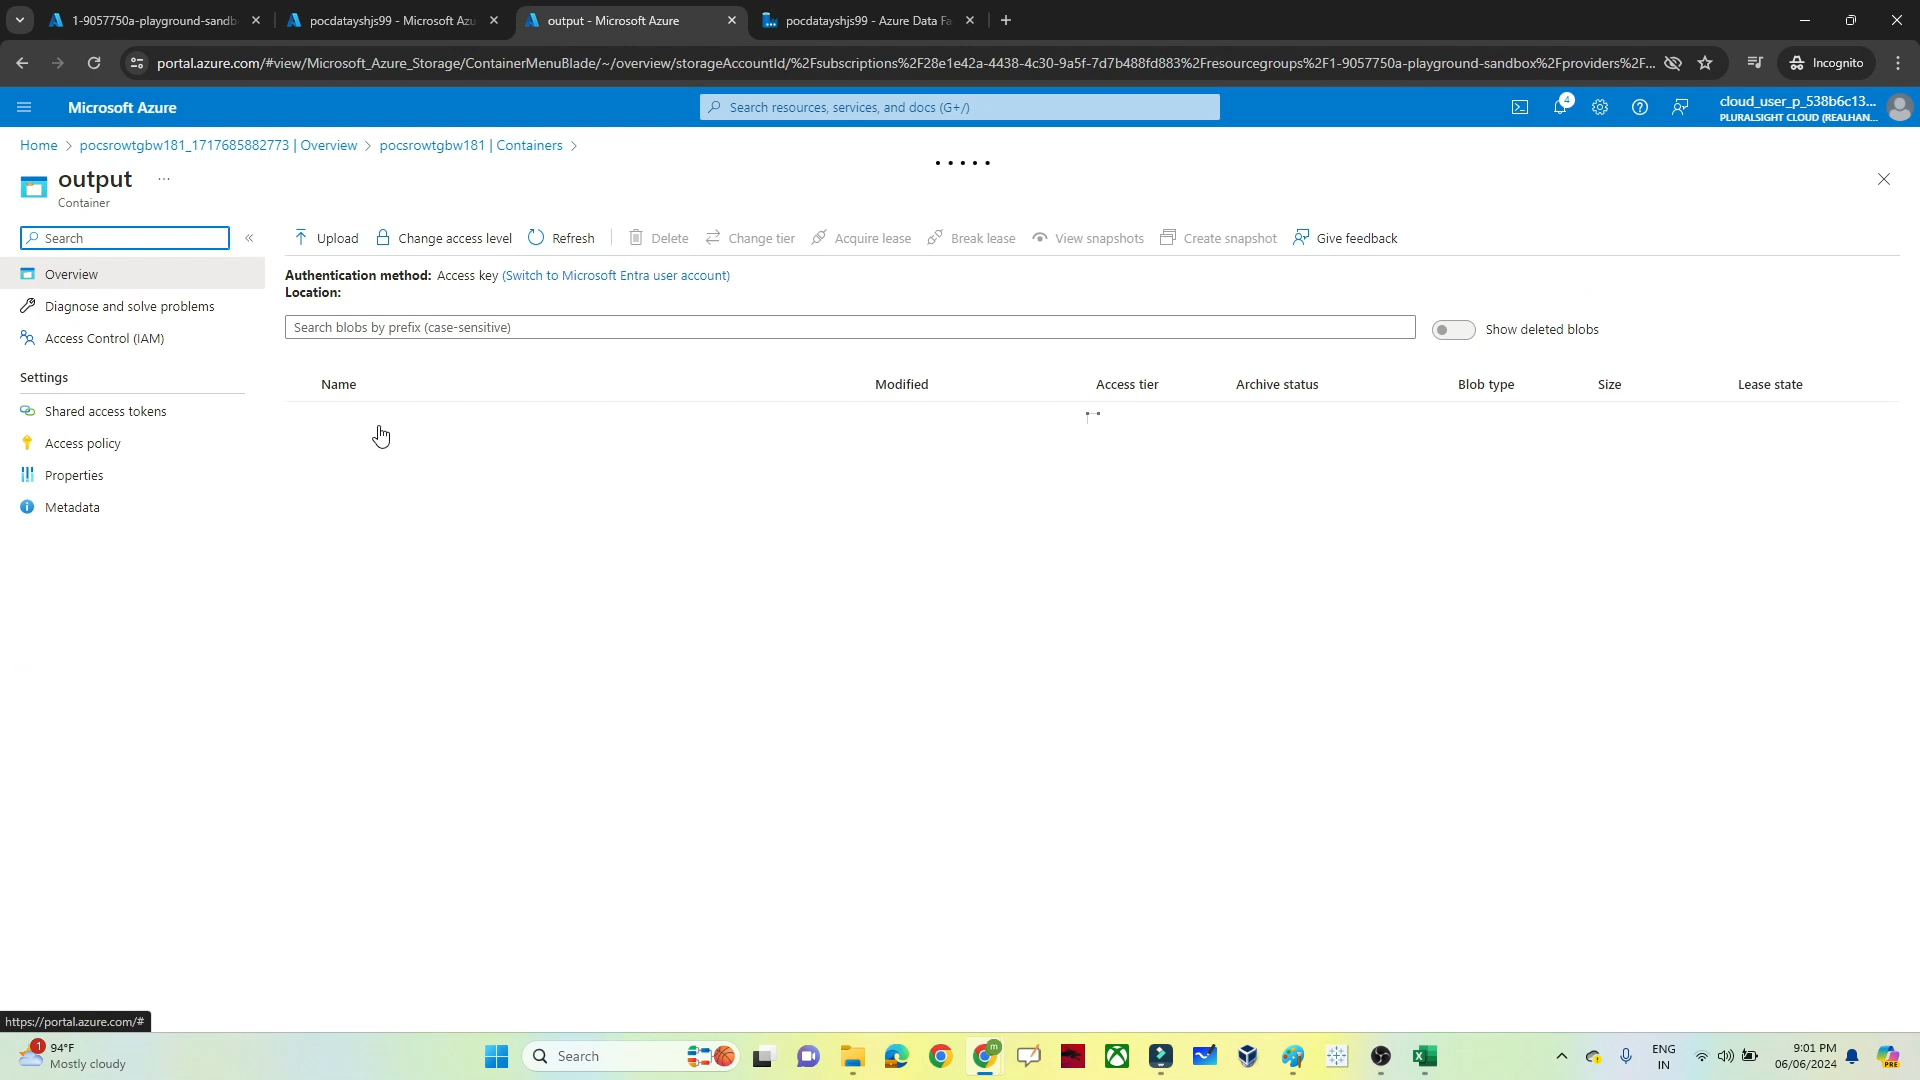 1-9057750a-playground-sandb
pocdatayshjs99 - Microsoft Azu
output - Microsoft Azure
pocdatayshjs99 - Azure Data Fa
portal.azure.com/#view/Microsoft_Azure_Storage/ContainerMenuBlade/~/overview/storageAccountId/%2Fsubscriptions%2F28e1e42a-4438-4c30-9a5f-7d7b488fd883%2Fresourcegroups%2F1-9057750a-playground-sandbox%2Fproviders%2F...
Incognito
Microsoft Azure
Search resources, services, and docs (G+/)
4
cloud_user_p_538b6c13...
PLURALSIGHT CLOUD (REALHAN...
Home > pocsrowtgbw181_1717685882773 | Overview > pocsrowtgbw181 | Containers >
output ...
Container
Search
«
Upload
Change access level
Refresh
Delete
Change tier
Acquire lease
Break lease
View snapshots
Create snapshot
Give feedback
Overview
Diagnose and solve problems
Access Control (IAM)
Settings
Shared access tokens
Access policy
Properties
Metadata
Authentication method: Access key (Switch to Microsoft Entra user account)
Location:
Search blobs by prefix (case-sensitive)
Show deleted blobs
Name
Modified
Access tier
Archive status
Blob type
Size
Lease state
https://portal.azure.com/#
1
94°F
Mostly cloudy
Search
m
ENG
IN
9:01 PM
06/06/2024
PRE